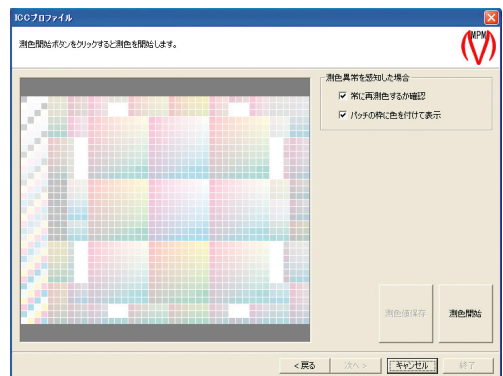 ICCプロファイル
測色開始ボタンをクリックすると測色を開始します。
MPM
測色異常を感知した場合
常に再測色するか確認
パッチの枠に色を付けて表示
測色値保存
測色開始
< 戻る
次へ >
キャンセル
終了